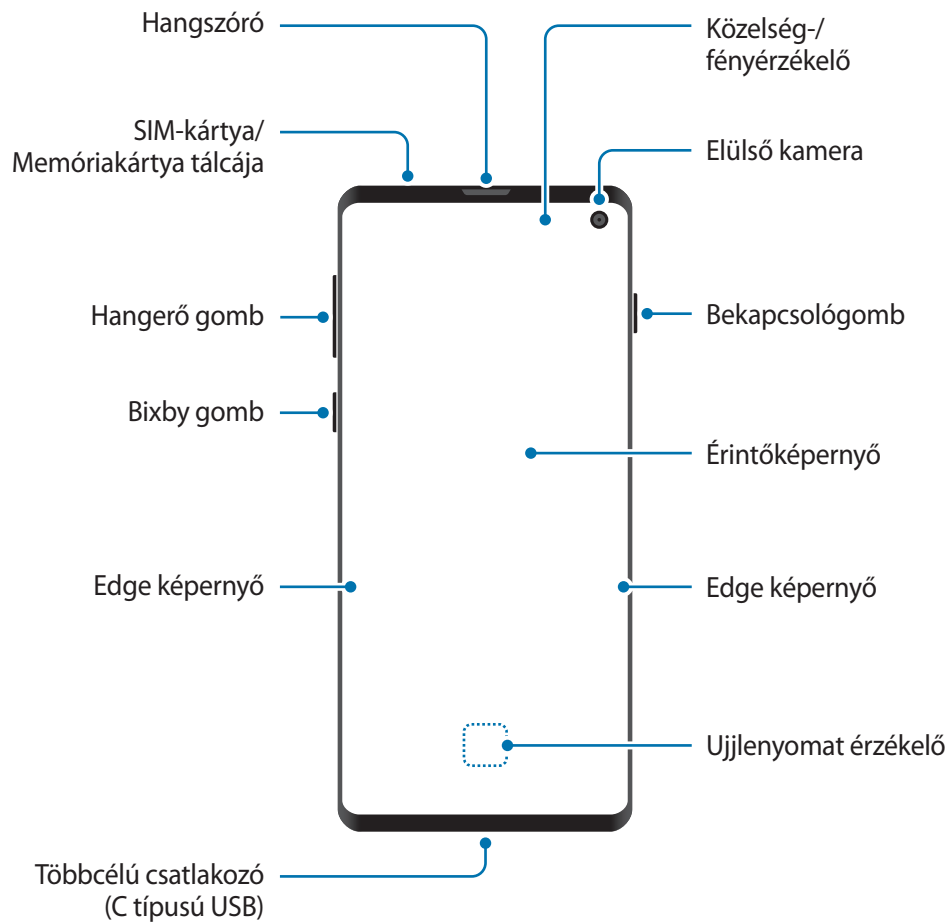 Hangszóró
Közelség-/
fényérzékelő
SIM-kártya/
Memóriakártya tálcája
Elülső kamera
Hangerő gomb
Bekapcsológomb
Bixby gomb
Érintőképernyő
Edge képernyő
Edge képernyő
Ujjlenyomat érzékelő
Többcélú csatlakozó
(C típusú USB)